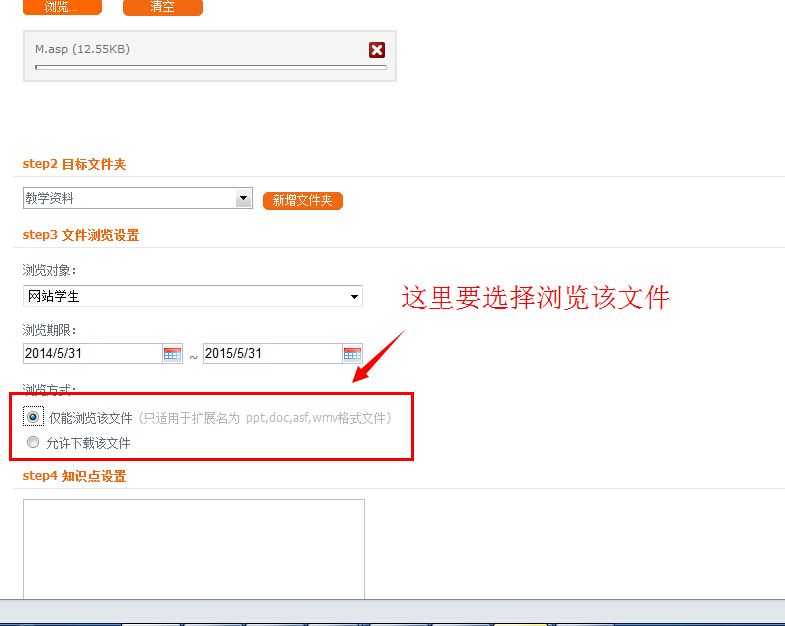 浏览... 清空
M.asp (12.55KB)
step2 目标文件夹
教学资料 新增文件夹
step3 文件浏览设置
浏览对象：
网站学生
这里要选择浏览该文件
浏览期限：
2014/5/31 ~ 2015/5/31
浏览方式：
仅能浏览该文件（只适用于扩展名为 ppt,doc,asf,wmv格式文件）
允许下载该文件
step4 知识点设置